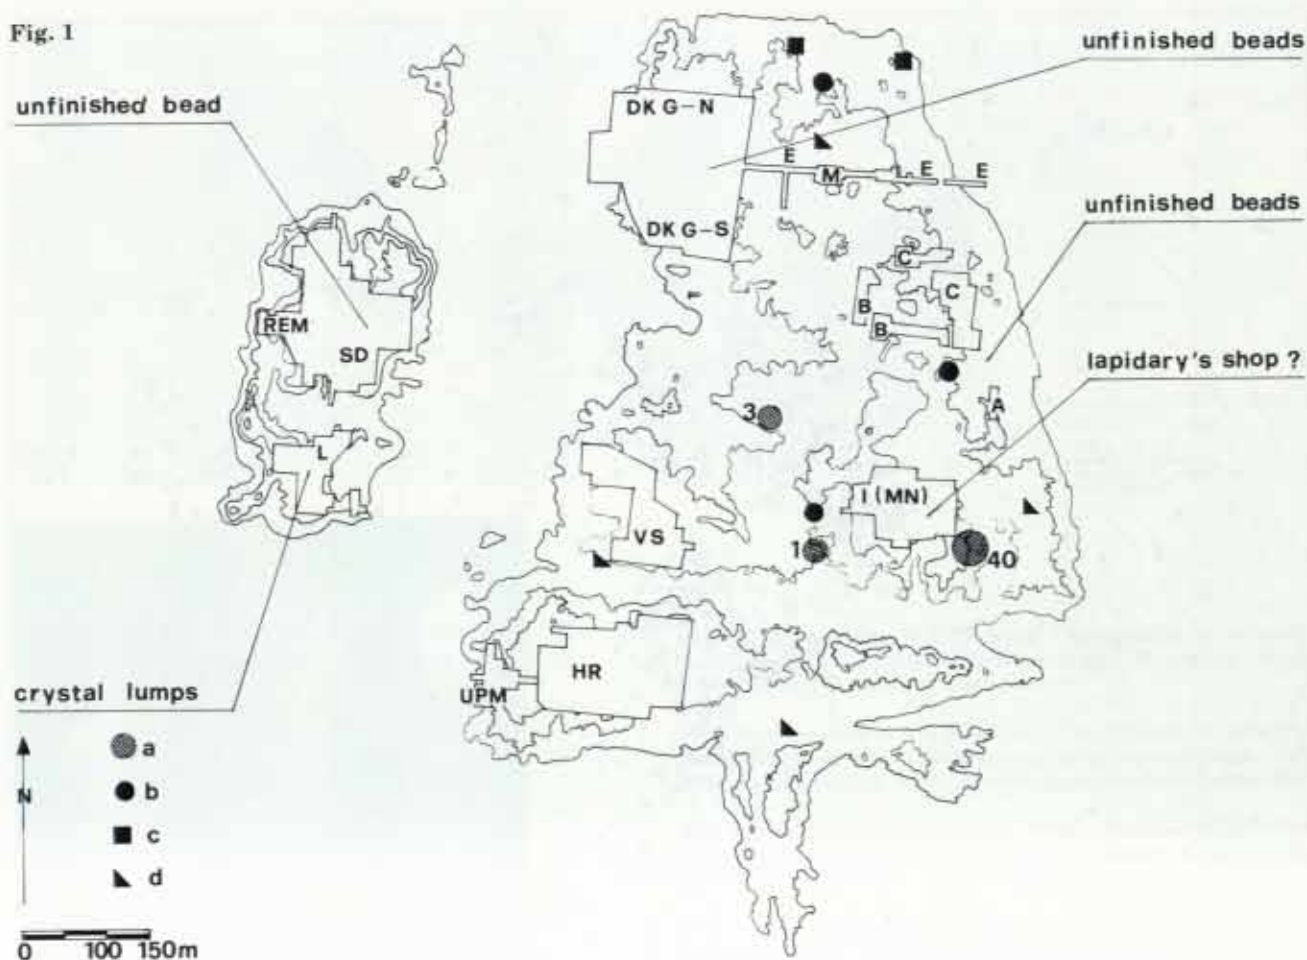 Fig. 1
unfinished beads
unfinished bead
DK G-N
E
M
E
E
DK G-S
unfinished beads
C
C
B
B
REM
SD
lapidary's shop ?
3
A
L
I (MN)
VS
1
40
HR
UPM
crystal lumps
a
N
b
c
d
0 100 150m